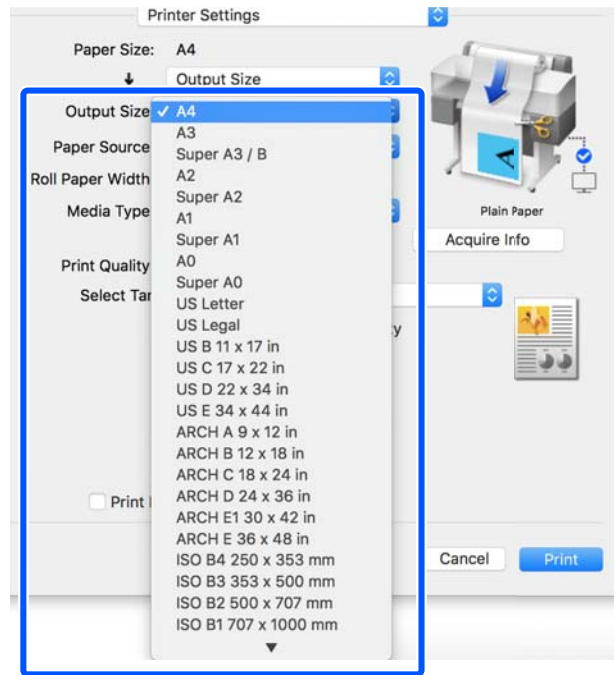 Printer Settings
Paper Size: A4
Output Size
Output Size ✓ A4
A3
Paper Source
Super A3 / B
Roll Paper Width
A2
Super A2
Media Type
A1
Plain Paper
Super A1
Acquire Info
A0
Print Quality
Super A0
Select Tar
US Letter
US Legal
y
US B 11 x 17 in
US C 17 x 22 in
US D 22 x 34 in
US E 34 x 44 in
ARCH A 9 x 12 in
ARCH B 12 x 18 in
ARCH C 18 x 24 in
ARCH D 24 x 36 in
Print
ARCH E1 30 x 42 in
ARCH E 36 x 48 in
ISO B4 250 x 353 mm
Cancel
Print
ISO B3 353 x 500 mm
ISO B2 500 x 707 mm
ISO B1 707 x 1000 mm